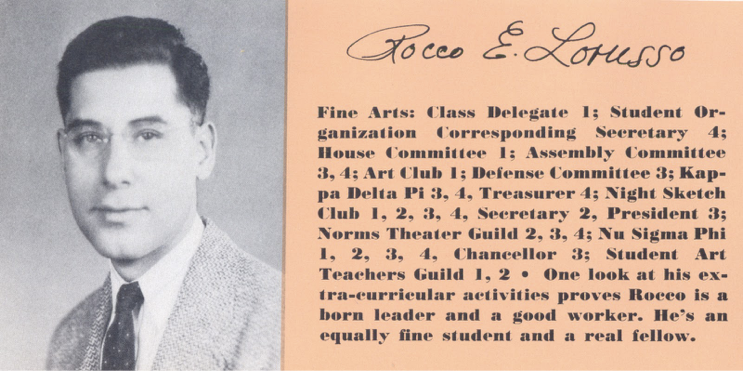 Rocco E. Lorusso
Fine Arts: Class Delegate 1; Student Or-
ganization Corresponding Secretary 4;
House Committee 1; Assembly Committee
3, 4; Art Club 1; Defense Committee 3; Kap-
pa Delta Pi 3, 4, Treasurer 4; Night Sketch
Club 1, 2, 3, 4, Secretary 2, President 3;
Norms Theater Guild 2, 3, 4; Nu Sigma Phi
1, 2, 3, 4, Chancellor 3; Student Art
Teachers Guild 1, 2 • One look at his ex-
tra-curricular activities proves Rocco is a
born leader and a good worker. He's an
equally fine student and a real fellow.